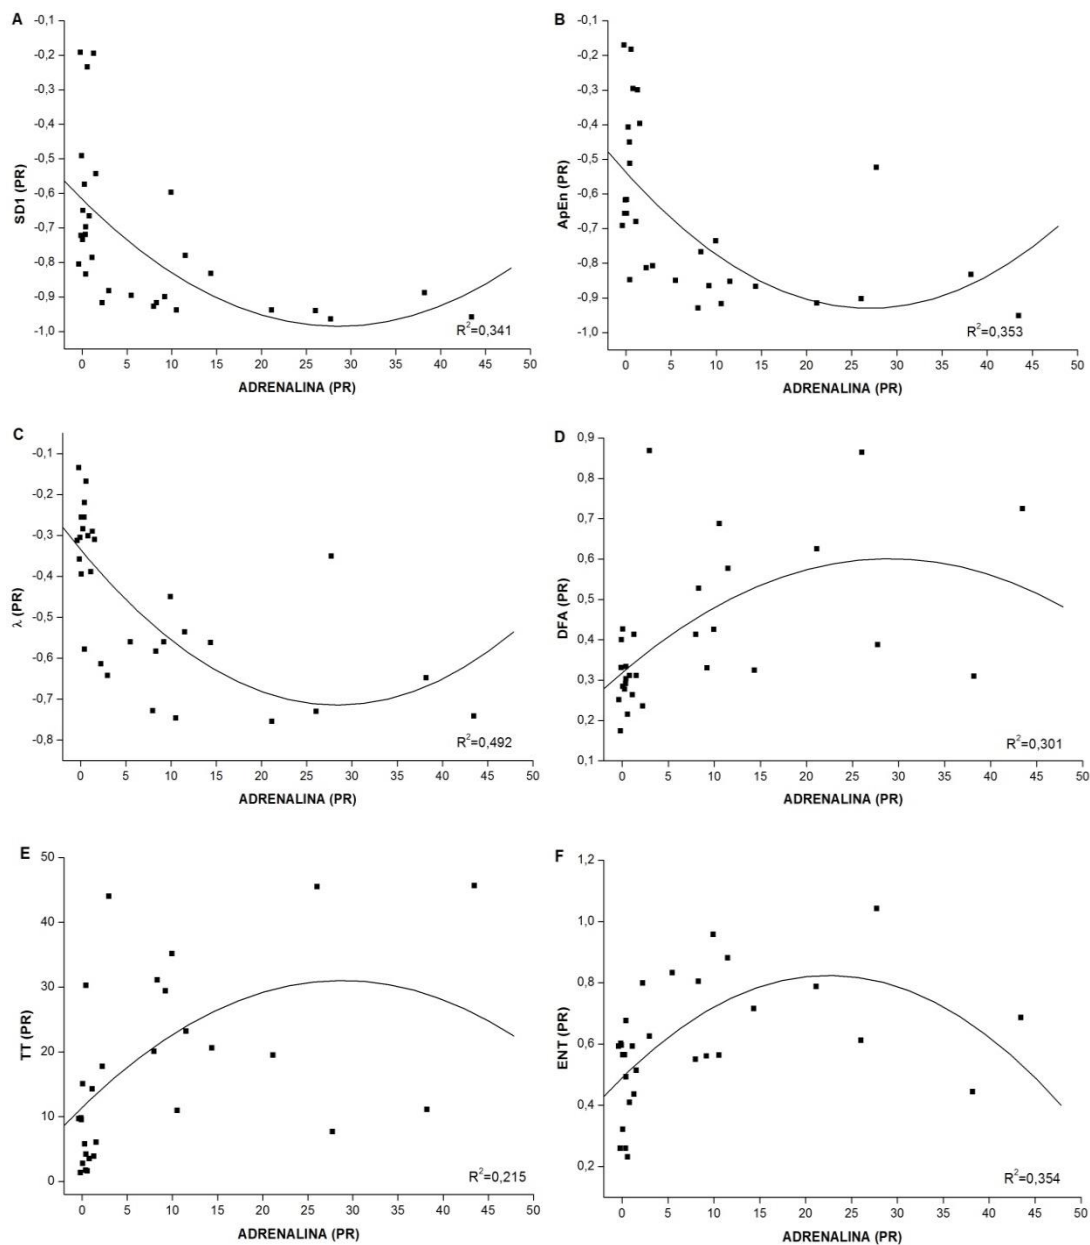 A
-0,1
-0,2
-0,3
-0,4
-0,5
-0,6
-0,7
-0,8
-0,9
-1,0
SD1 (PR)
R²=0,341
0 5 10 15 20 25 30 35 40 45 50
ADRENALINA (PR)
B
-0,1
-0,2
-0,3
-0,4
-0,5
-0,6
-0,7
-0,8
-0,9
-1,0
ApEn (PR)
R²=0,353
0 5 10 15 20 25 30 35 40 45 50
ADRENALINA (PR)
C
-0,1
-0,2
-0,3
-0,4
-0,5
-0,6
-0,7
-0,8
λ (PR)
R²=0,492
0 5 10 15 20 25 30 35 40 45 50
ADRENALINA (PR)
D
0,9
0,8
0,7
0,6
0,5
0,4
0,3
0,2
0,1
DFA (PR)
R²=0,301
0 5 10 15 20 25 30 35 40 45 50
ADRENALINA (PR)
E
50
40
30
20
10
0
TT (PR)
R²=0,215
0 5 10 15 20 25 30 35 40 45 50
ADRENALINA (PR)
F
1,2
1,0
0,8
0,6
0,4
0,2
ENT (PR)
R²=0,354
0 5 10 15 20 25 30 35 40 45 50
ADRENALINA (PR)